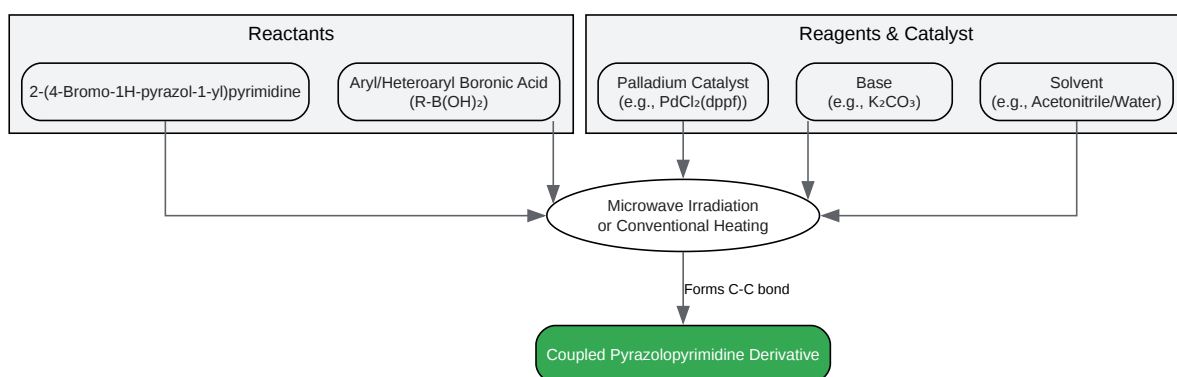 Reactants
Reagents & Catalyst
2-(4-Bromo-1H-pyrazol-1-yl)pyrimidine
Aryl/Heteroaryl Boronic Acid
(R-B(OH)₂)
Palladium Catalyst
(e.g., PdCl₂(dppf))
Base
(e.g., K₂CO₃)
Solvent
(e.g., Acetonitrile/Water)
Microwave Irradiation
or Conventional Heating
Forms C-C bond
Coupled Pyrazolopyrimidine Derivative